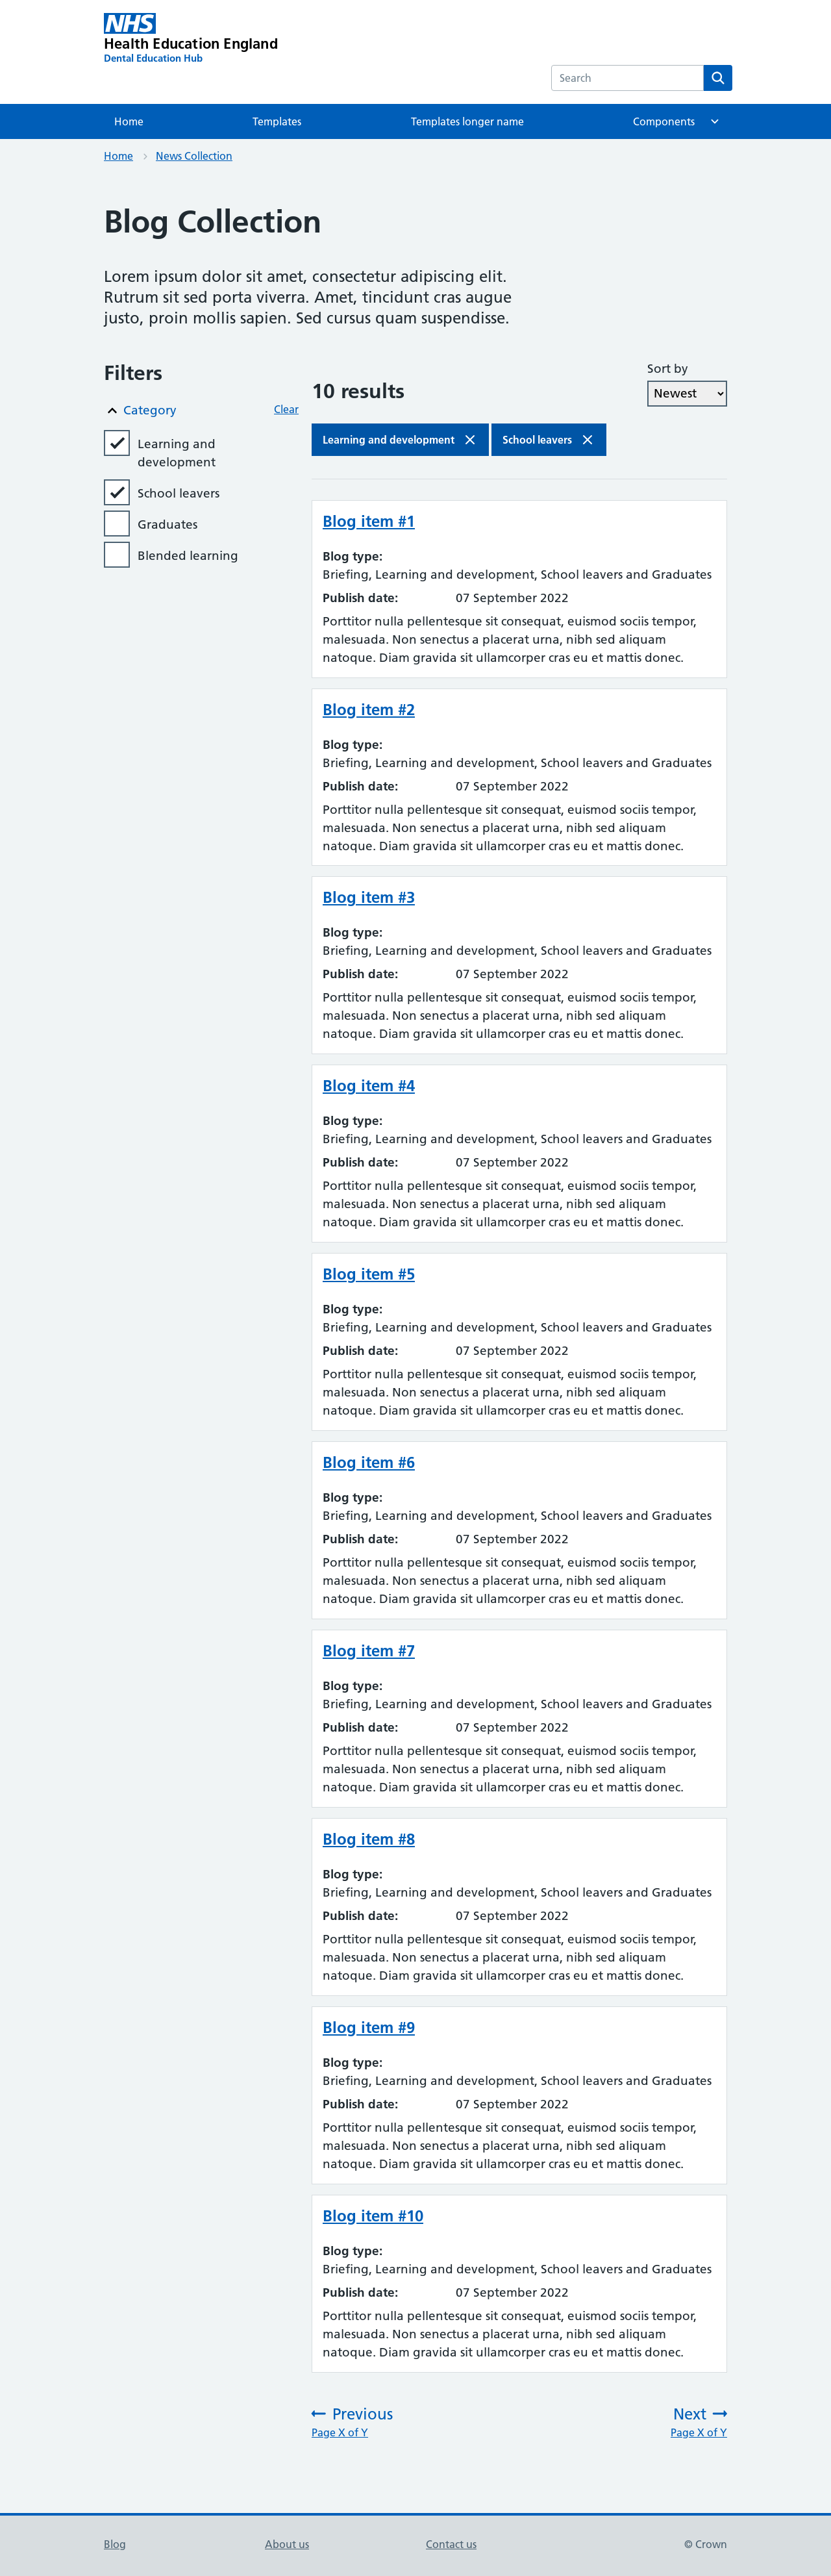 NHS
Health Education England
Dental Education Hub
Search
Home Templates Templates longer name Components
Home News Collection
Blog Collection
Lorem ipsum dolor sit amet, consectetur adipiscing elit.
Rutrum sit sed porta viverra. Amet, tincidunt cras augue
justo, proin mollis sapien. Sed cursus quam suspendisse.
Filters
Category Clear
Learning and
development
School leavers
Graduates
Blended learning
10 results
Sort by
Newest
Learning and development School leavers
Blog item #1
Blog type:
Briefing, Learning and development, School leavers and Graduates
Publish date: 07 September 2022
Porttitor nulla pellentesque sit consequat, euismod sociis tempor,
malesuada. Non senectus a placerat urna, nibh sed aliquam
natoque. Diam gravida sit ullamcorper cras eu et mattis donec.
Blog item #2
Blog type:
Briefing, Learning and development, School leavers and Graduates
Publish date: 07 September 2022
Porttitor nulla pellentesque sit consequat, euismod sociis tempor,
malesuada. Non senectus a placerat urna, nibh sed aliquam
natoque. Diam gravida sit ullamcorper cras eu et mattis donec.
Blog item #3
Blog type:
Briefing, Learning and development, School leavers and Graduates
Publish date: 07 September 2022
Porttitor nulla pellentesque sit consequat, euismod sociis tempor,
malesuada. Non senectus a placerat urna, nibh sed aliquam
natoque. Diam gravida sit ullamcorper cras eu et mattis donec.
Blog item #4
Blog type:
Briefing, Learning and development, School leavers and Graduates
Publish date: 07 September 2022
Porttitor nulla pellentesque sit consequat, euismod sociis tempor,
malesuada. Non senectus a placerat urna, nibh sed aliquam
natoque. Diam gravida sit ullamcorper cras eu et mattis donec.
Blog item #5
Blog type:
Briefing, Learning and development, School leavers and Graduates
Publish date: 07 September 2022
Porttitor nulla pellentesque sit consequat, euismod sociis tempor,
malesuada. Non senectus a placerat urna, nibh sed aliquam
natoque. Diam gravida sit ullamcorper cras eu et mattis donec.
Blog item #6
Blog type:
Briefing, Learning and development, School leavers and Graduates
Publish date: 07 September 2022
Porttitor nulla pellentesque sit consequat, euismod sociis tempor,
malesuada. Non senectus a placerat urna, nibh sed aliquam
natoque. Diam gravida sit ullamcorper cras eu et mattis donec.
Blog item #7
Blog type:
Briefing, Learning and development, School leavers and Graduates
Publish date: 07 September 2022
Porttitor nulla pellentesque sit consequat, euismod sociis tempor,
malesuada. Non senectus a placerat urna, nibh sed aliquam
natoque. Diam gravida sit ullamcorper cras eu et mattis donec.
Blog item #8
Blog type:
Briefing, Learning and development, School leavers and Graduates
Publish date: 07 September 2022
Porttitor nulla pellentesque sit consequat, euismod sociis tempor,
malesuada. Non senectus a placerat urna, nibh sed aliquam
natoque. Diam gravida sit ullamcorper cras eu et mattis donec.
Blog item #9
Blog type:
Briefing, Learning and development, School leavers and Graduates
Publish date: 07 September 2022
Porttitor nulla pellentesque sit consequat, euismod sociis tempor,
malesuada. Non senectus a placerat urna, nibh sed aliquam
natoque. Diam gravida sit ullamcorper cras eu et mattis donec.
Blog item #10
Blog type:
Briefing, Learning and development, School leavers and Graduates
Publish date: 07 September 2022
Porttitor nulla pellentesque sit consequat, euismod sociis tempor,
malesuada. Non senectus a placerat urna, nibh sed aliquam
natoque. Diam gravida sit ullamcorper cras eu et mattis donec.
Previous Next
Page X of Y Page X of Y
Blog About us Contact us © Crown